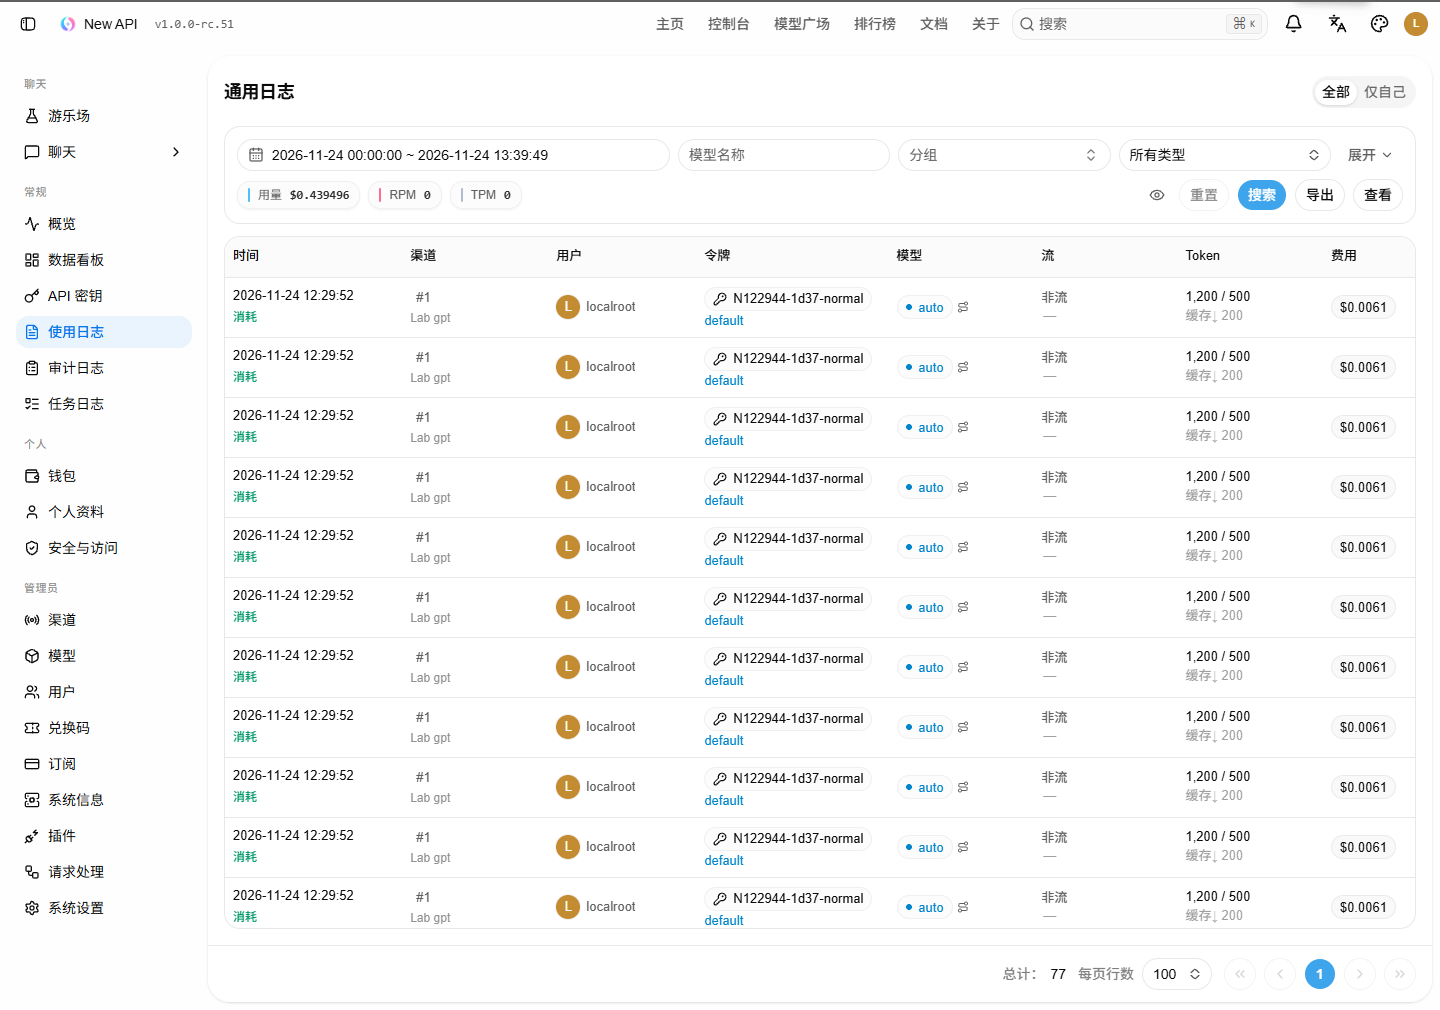 New API v1.0.0-rc.51 主页 控制台 模型广场 排行榜 文档 关于 搜索 ⌘ K L
聊天
游乐场
聊天
常规
概览
数据看板
API 密钥
使用日志
审计日志
任务日志
个人
钱包
个人资料
安全与访问
管理员
渠道
模型
用户
兑换码
订阅
系统信息
插件
请求处理
系统设置
通用日志 全部 仅自己
2026-11-24 00:00:00 ~ 2026-11-24 13:39:49 模型名称 分组 所有类型 展开
用量 $0.439496 RPM 0 TPM 0 重置 搜索 导出 查看
时间 渠道 用户 令牌 模型 流 Token 费用
2026-11-24 12:29:52 #1 L localroot N122944-1d37-normal auto 非流 1,200 / 500 $0.0061
消耗 Lab gpt default — 缓存↓ 200
2026-11-24 12:29:52 #1 L localroot N122944-1d37-normal auto 非流 1,200 / 500 $0.0061
消耗 Lab gpt default — 缓存↓ 200
2026-11-24 12:29:52 #1 L localroot N122944-1d37-normal auto 非流 1,200 / 500 $0.0061
消耗 Lab gpt default — 缓存↓ 200
2026-11-24 12:29:52 #1 L localroot N122944-1d37-normal auto 非流 1,200 / 500 $0.0061
消耗 Lab gpt default — 缓存↓ 200
2026-11-24 12:29:52 #1 L localroot N122944-1d37-normal auto 非流 1,200 / 500 $0.0061
消耗 Lab gpt default — 缓存↓ 200
2026-11-24 12:29:52 #1 L localroot N122944-1d37-normal auto 非流 1,200 / 500 $0.0061
消耗 Lab gpt default — 缓存↓ 200
2026-11-24 12:29:52 #1 L localroot N122944-1d37-normal auto 非流 1,200 / 500 $0.0061
消耗 Lab gpt default — 缓存↓ 200
2026-11-24 12:29:52 #1 L localroot N122944-1d37-normal auto 非流 1,200 / 500 $0.0061
消耗 Lab gpt default — 缓存↓ 200
2026-11-24 12:29:52 #1 L localroot N122944-1d37-normal auto 非流 1,200 / 500 $0.0061
消耗 Lab gpt default — 缓存↓ 200
2026-11-24 12:29:52 #1 L localroot N122944-1d37-normal auto 非流 1,200 / 500 $0.0061
消耗 Lab gpt default — 缓存↓ 200
2026-11-24 12:29:52 #1 L localroot N122944-1d37-normal auto 非流 1,200 / 500 $0.0061
消耗 Lab gpt default — 缓存↓ 200
总计： 77 每页行数 100 « ‹ 1 › »